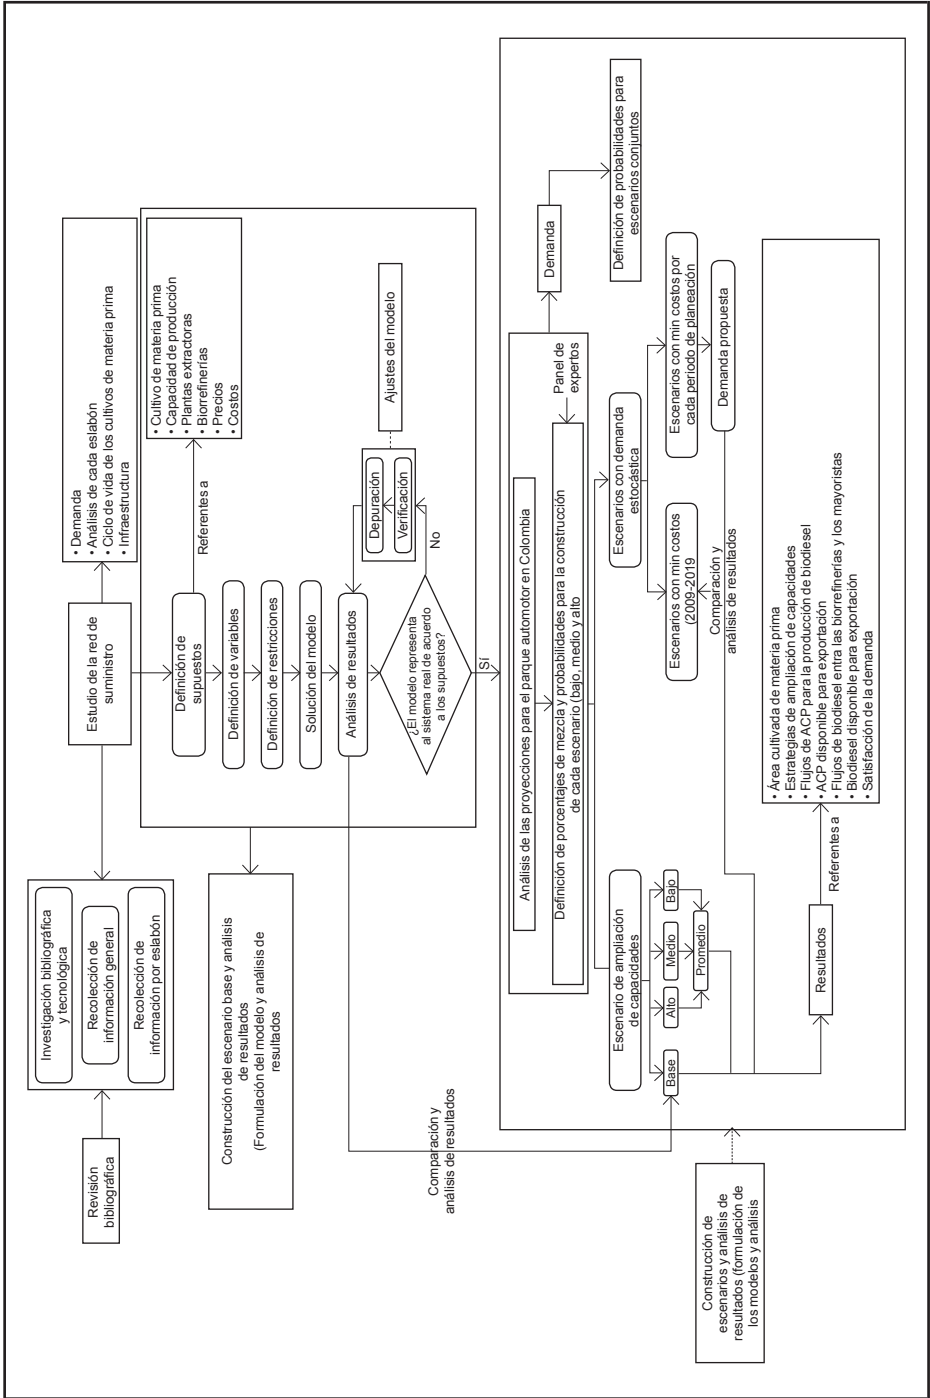 Revisión
bibliográfica
Investigación bibliográfica
y tecnológica
Recolección de
información general
Recolección de
información por eslabón
Estudio de la red de
suministro
• Demanda
• Análisis de cada eslabón
• Ciclo de vida de los cultivos de materia prima
• Infraestructura
Construcción del escenario base y análisis
de resultados
(Formulación del modelo y análisis de
resultados
Definición de
supuestos
Referentes a
• Cultivo de materia prima
• Capacidad de producción
• Plantas extractoras
• Biorrefinerías
• Precios
• Costos
Definición de variables
Definición de restricciones
Solución del modelo
Análisis de resultados
¿El modelo representa
al sistema real de acuerdo
a los supuestos?
No
Sí
Depuración
Verificación
Ajustes del modelo
Comparación y
análisis de resultados
Construcción de
escenarios y análisis de
resultados (formulación de
los modelos y análisis
Análisis de las proyecciones para el parque automotor en Colombia
Definición de porcentajes de mezcla y probabilidades para la construcción
de cada escenario (bajo, medio y alto
Panel de
expertos
Demanda
Definición de probabilidades para
escenarios conjuntos
Escenario de ampliación
de capacidades
Base
Alto
Medio
Bajo
Promedio
Escenarios con demanda
estocástica
Escenarios con min costos
(2009-2019
Escenarios con min costos por
cada periodo de planeación
Demanda propuesta
Comparación y
análisis de resultados
Resultados
Referentes a
• Área cultivada de materia prima
• Estrategias de ampliación de capacidades
• Flujos de ACP para la producción de biodiesel
• ACP disponible para exportación
• Flujos de biodiesel entre las biorrefinerías y los mayoristas
• Biodiesel disponible para exportación
• Satisfacción de la demanda